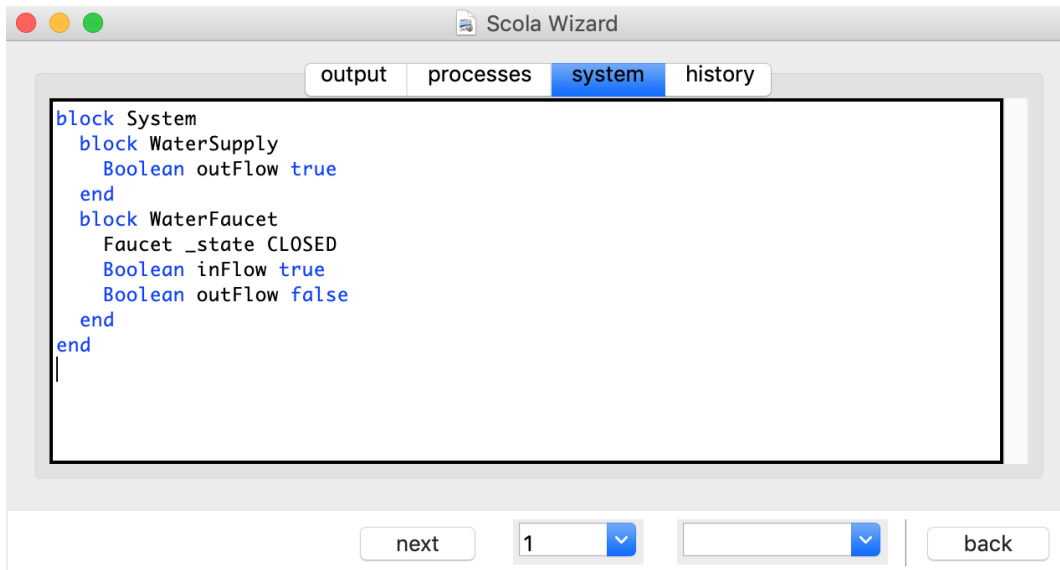 Scola Wizard
output processes system history
block System
block WaterSupply
Boolean outFlow true
end
block WaterFaucet
Faucet _state CLOSED
Boolean inFlow true
Boolean outFlow false
end
end
next 1 back